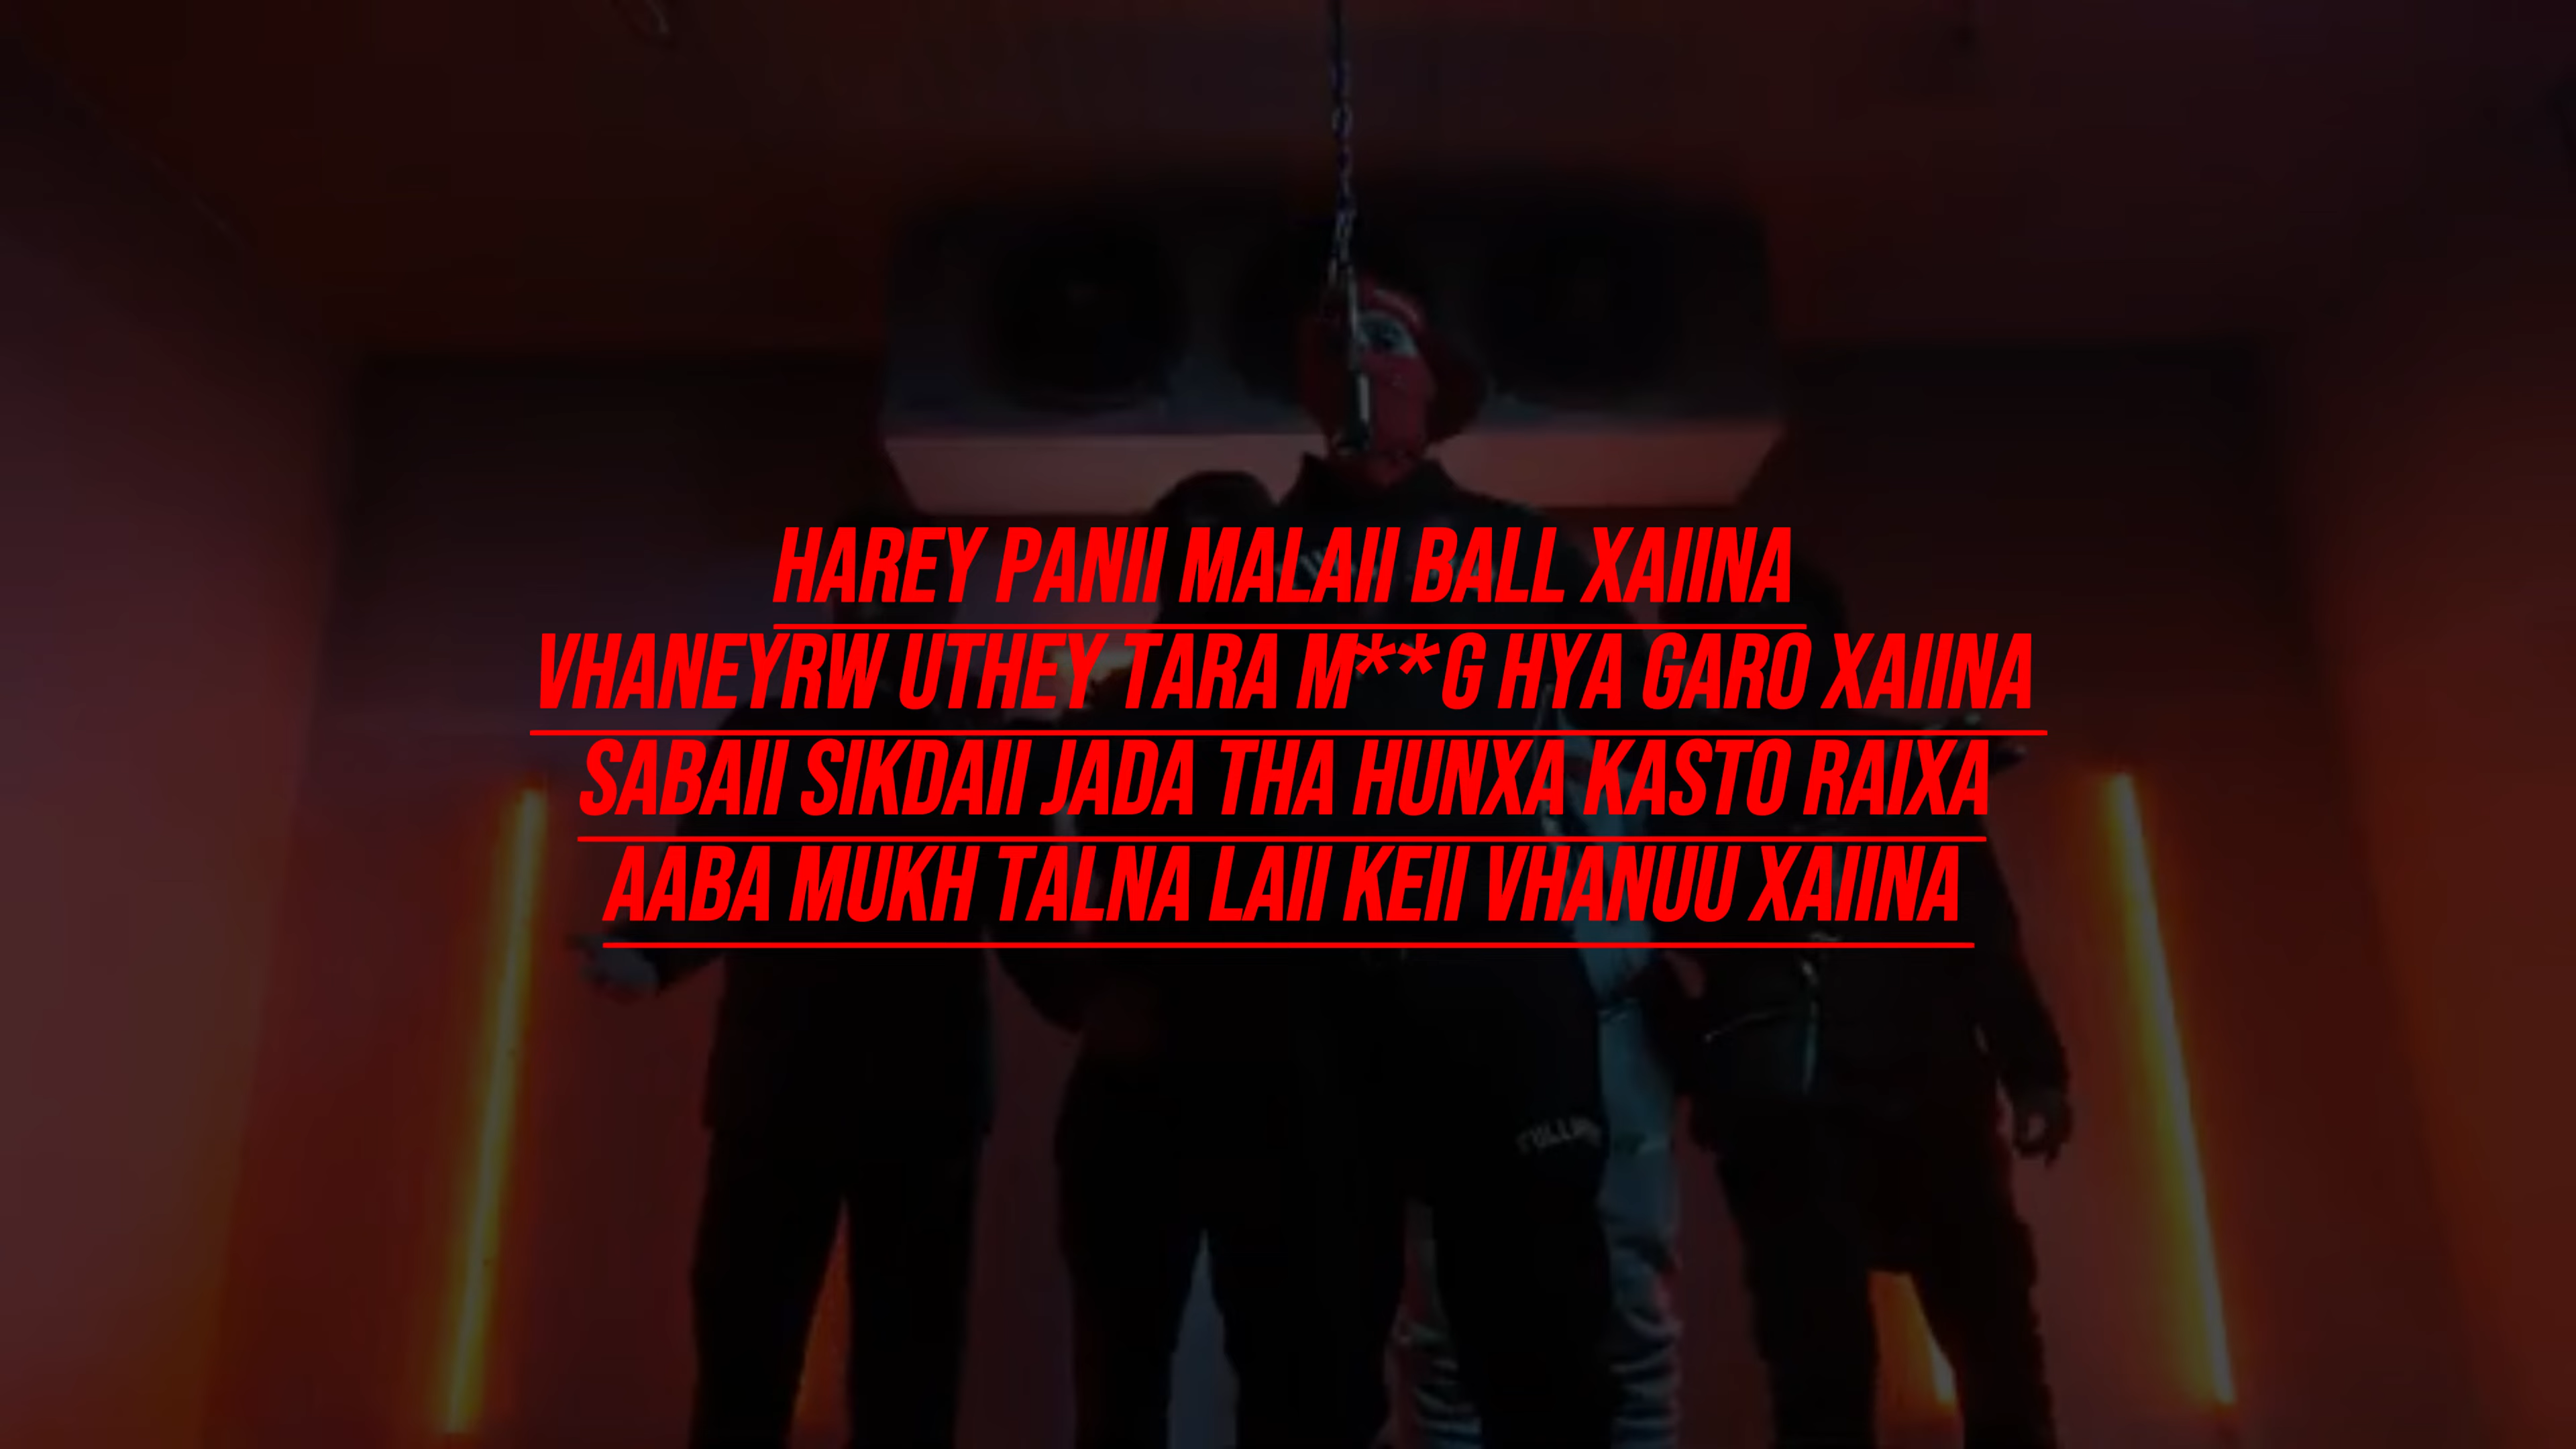 HAREY PANII MALAII BALL XAIINA
VHANEYRW UTHEY TARA M**G HYA GARO XAIINA
SABAII SIKDAII JADA THA HUNXA KASTO RAIXA
AABA MUKH TALNA LAII KEII VHANUU XAIINA